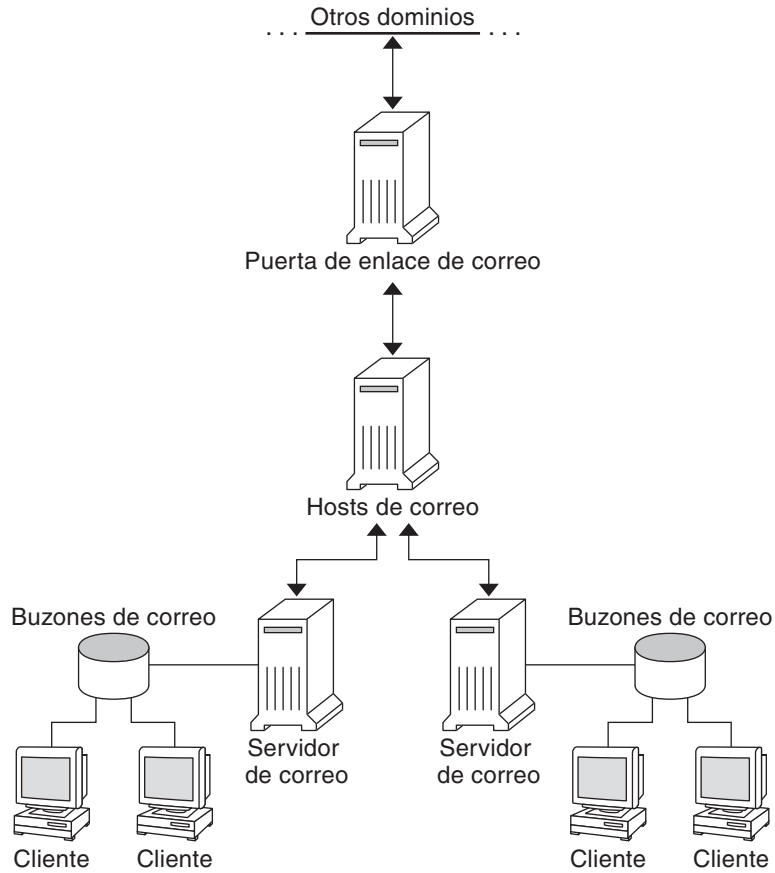 Otros dominios
. . . . . .
Puerta de enlace de correo
Hosts de correo
Buzones de correo
Buzones de correo
Servidor
de correo
Servidor
de correo
Cliente
Cliente
Cliente
Cliente